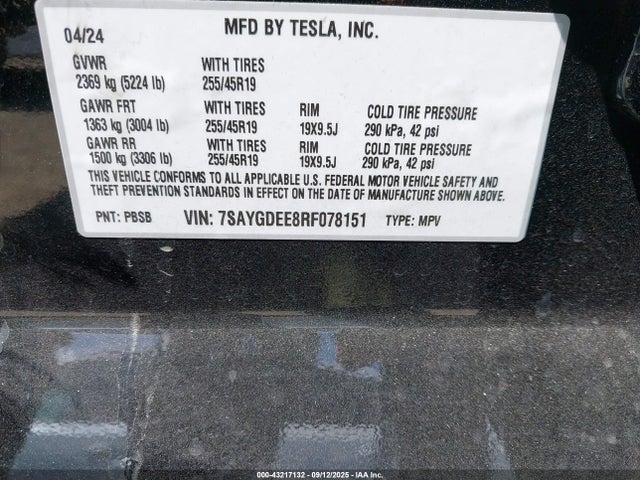 04/24 MFD BY TESLA, INC.
GVWR WITH TIRES
2369 kg (5224 lb) 255/45R19
GAWR FRT WITH TIRES RIM COLD TIRE PRESSURE
1363 kg (3004 lb) 255/45R19 19X9.5J 290 kPa, 42 psi
GAWR RR WITH TIRES RIM COLD TIRE PRESSURE
1500 kg (3306 lb) 255/45R19 19X9.5J 290 kPa, 42 psi
THIS VEHICLE CONFORMS TO ALL APPLICABLE U.S. FEDERAL MOTOR VEHICLE SAFETY AND
THEFT PREVENTION STANDARDS IN EFFECT ON THE DATE OF MANUFACTURE SHOWN ABOVE.
PNT: PBSB VIN: 7SAYGDEE8RF078151 TYPE: MPV
000-43217132 - 09/12/2025 - IAA Inc.